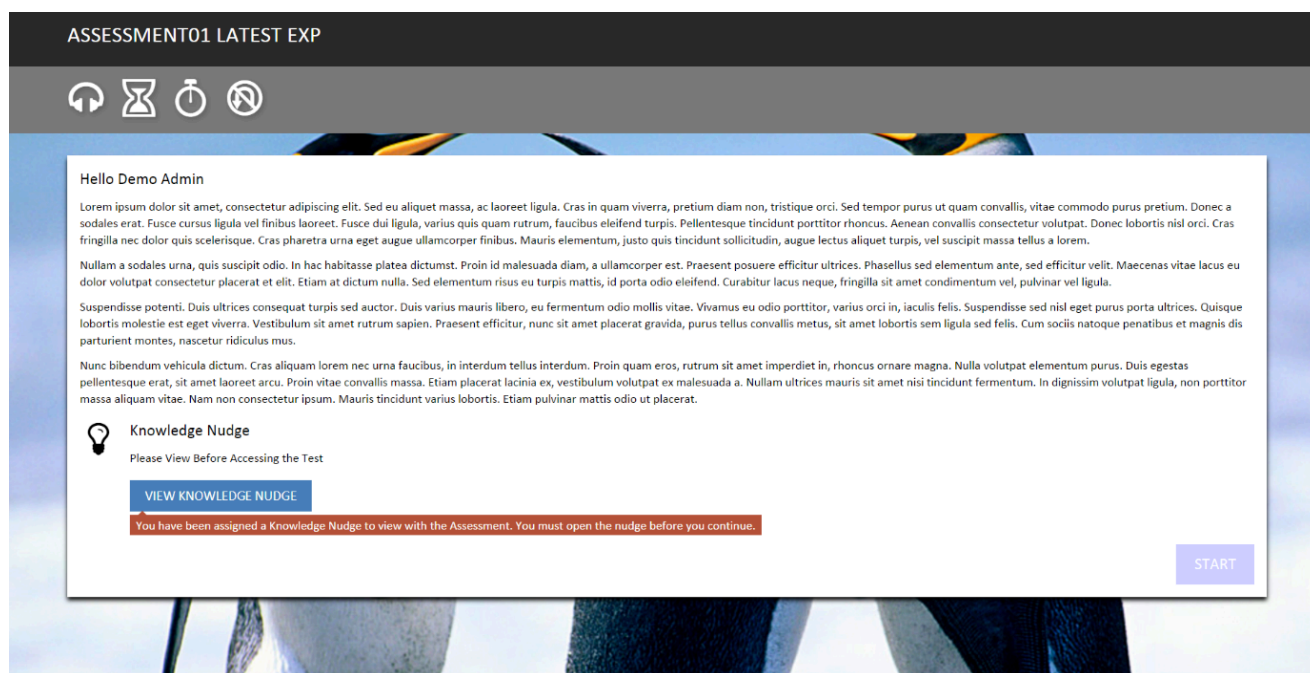 ASSESSMENT01 LATEST EXP
Hello Demo Admin
Lorem ipsum dolor sit amet, consectetur adipiscing elit. Sed eu aliquet massa, ac laoreet ligula. Cras in quam viverra, pretium diam non, tristique orci. Sed tempor purus ut quam convallis, vitae commodo purus pretium. Donec a
sodales erat. Fusce cursus ligula vel finibus laoreet. Fusce dui ligula, varius quis quam rutrum, faucibus eleifend turpis. Pellentesque tincidunt porttitor rhoncus. Aenean convallis consectetur volutpat. Donec lobortis nisl orci. Cras
fringilla nec dolor quis scelerisque. Cras pharetra urna eget augue ullamcorper finibus. Mauris elementum, justo quis tincidunt sollicitudin, augue lectus aliquet turpis, vel suscipit massa tellus a lorem.
Nullam a sodales urna, quis suscipit odio. In hac habitasse platea dictumst. Proin id malesuada diam, a ullamcorper est. Praesent posuere efficitur ultrices. Phasellus sed elementum ante, sed efficitur velit. Maecenas vitae lacus eu
dolor volutpat consectetur placerat et elit. Etiam at dictum nulla. Sed elementum risus eu turpis mattis, id porta odio eleifend. Curabitur lacus neque, fringilla sit amet condimentum vel, pulvinar vel ligula.
Suspendisse potenti. Duis ultrices consequat turpis sed auctor. Duis varius mauris libero, eu fermentum odio mollis vitae. Vivamus eu odio porttitor, varius orci in, iaculis felis. Suspendisse sed nisl eget purus porta ultrices. Quisque
lobortis molestie est eget viverra. Vestibulum sit amet rutrum sapien. Praesent efficitur, nunc sit amet placerat gravida, purus tellus convallis metus, sit amet lobortis sem ligula sed felis. Cum sociis natoque penatibus et magnis dis
parturient montes, nascetur ridiculus mus.
Nunc bibendum vehicula dictum. Cras aliquam lorem nec urna faucibus, in interdum tellus interdum. Proin quam eros, rutrum sit amet imperdiet in, rhoncus ornare magna. Nulla volutpat elementum purus. Duis egestas
pellentesque erat, sit amet laoreet arcu. Proin vitae convallis massa. Etiam placerat lacinia ex, vestibulum volutpat ex malesuada a. Nullam ultrices mauris sit amet nisi tincidunt fermentum. In dignissim volutpat ligula, non porttitor
massa aliquam vitae. Nam non consectetur ipsum. Mauris tincidunt varius lobortis. Etiam pulvinar mattis odio ut placerat.
Knowledge Nudge
Please View Before Accessing the Test
VIEW KNOWLEDGE NUDGE
You have been assigned a Knowledge Nudge to view with the Assessment. You must open the nudge before you continue.
START